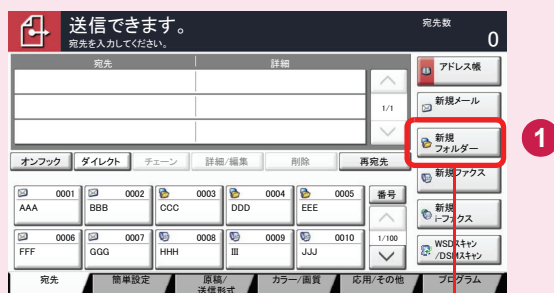 送信できます。
宛先を入力してください。
宛先数
0
宛先
詳細
1/1
アドレス帳
新規メール
新規
フォルダー
1
新規ファクス
新規
i-ファクス
WSDスキャン
/DSMスキャン
オンフック
ダイレクト
チェーン
詳細/編集
削除
再宛先
0001
AAA
0002
BBB
0003
CCC
0004
DDD
0005
EEE
番号
0006
FFF
0007
GGG
0008
HHH
0009
III
0010
JJJ
1/100
宛先
簡単設定
原稿/
送信形式
カラー/画質
応用/その他
プログラム